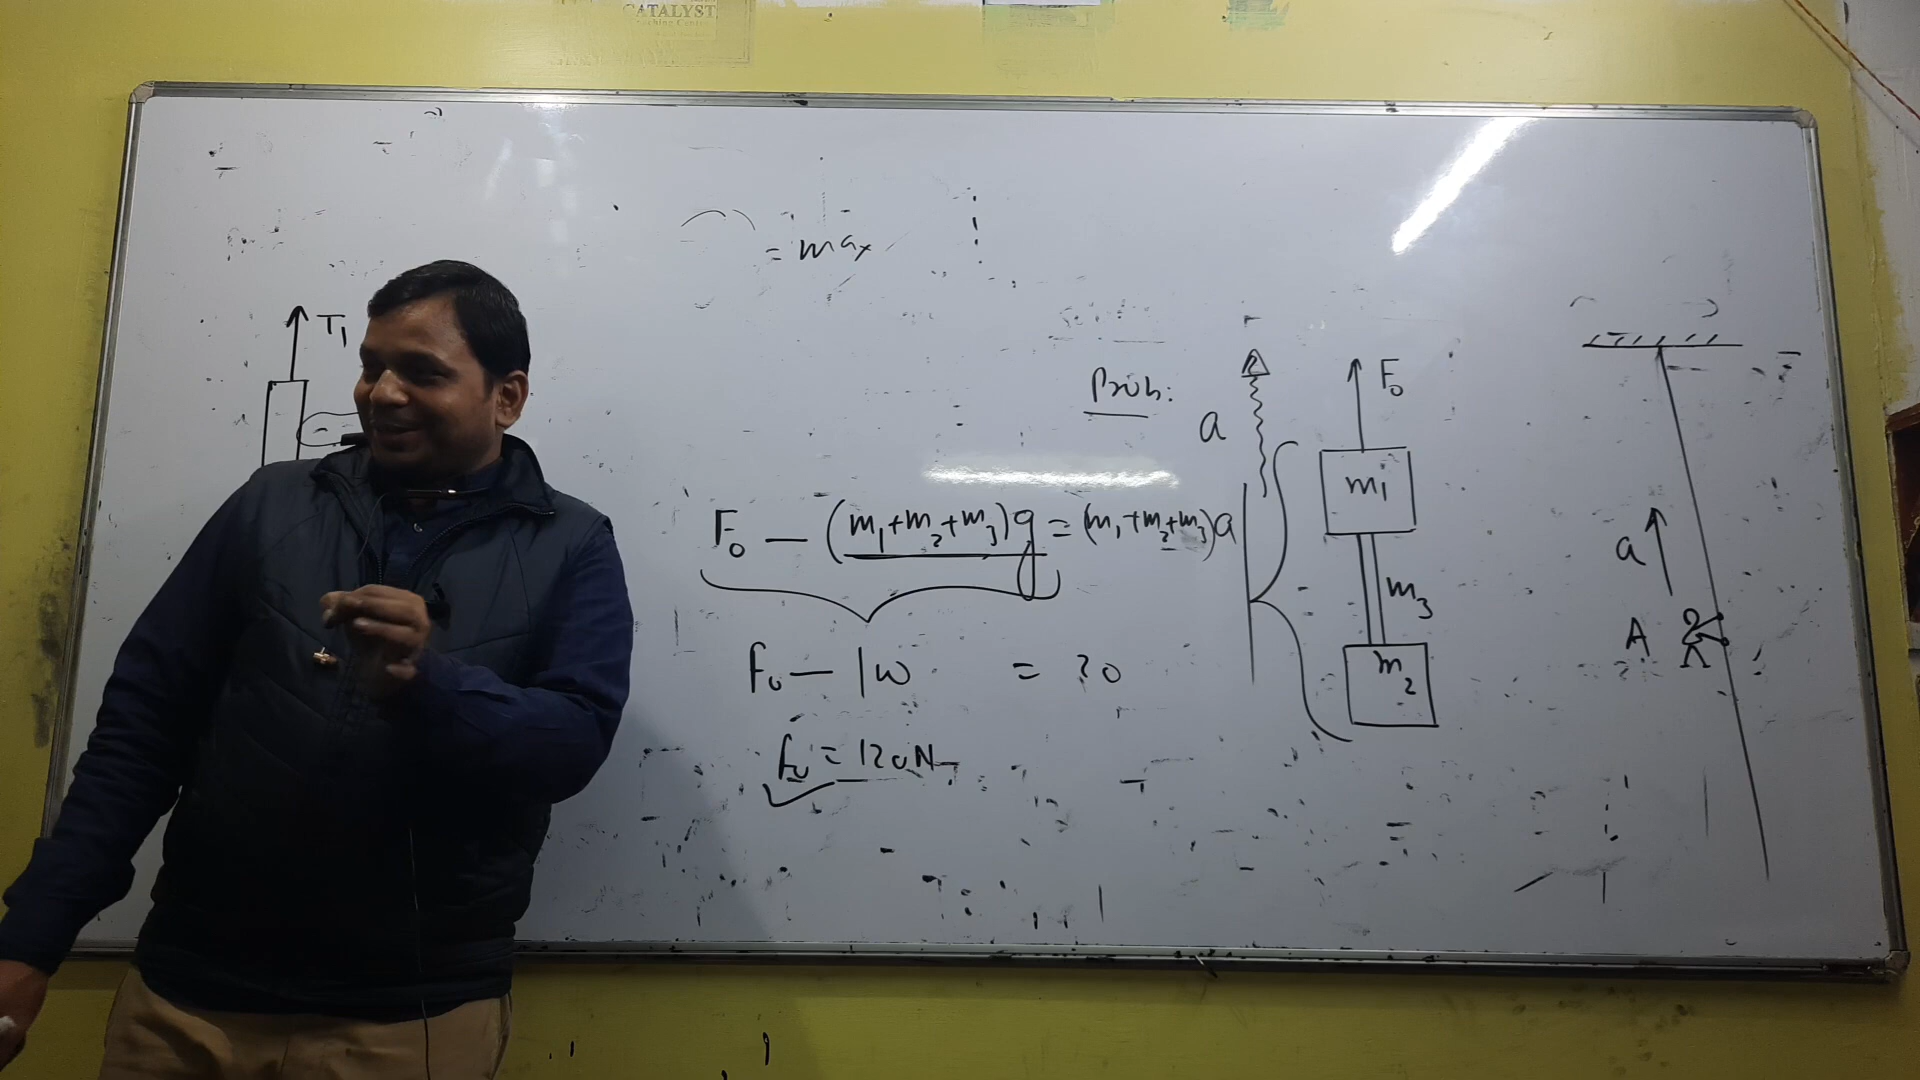 CATALYST
= max
T₁
Prob:
a
F₀
m₁
F₀ — (m₁+m₂+m₃)g = (m₁+m₂+m₃)a
m₃
a
A
m₂
F₀ — 100 = 20
F₀ = 120N